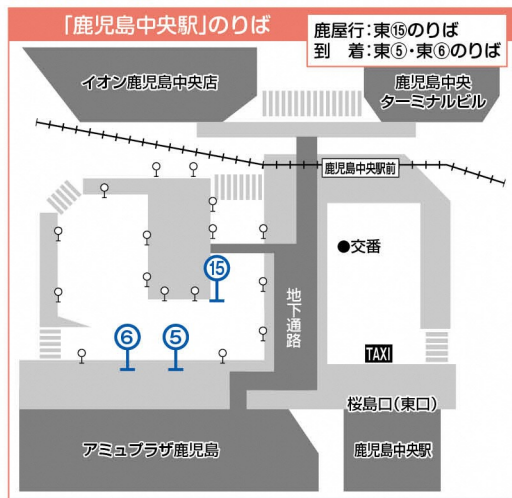 「鹿児島中央駅」のりば
鹿屋行：東⑮のりば
到　着：東⑤・東⑥のりば
イオン鹿児島中央店
鹿児島中央
ターミナルビル
鹿児島中央駅前
●交番
⑮
地下通路
⑥
⑤
TAXI
桜島口（東口）
アミュプラザ鹿児島
鹿児島中央駅